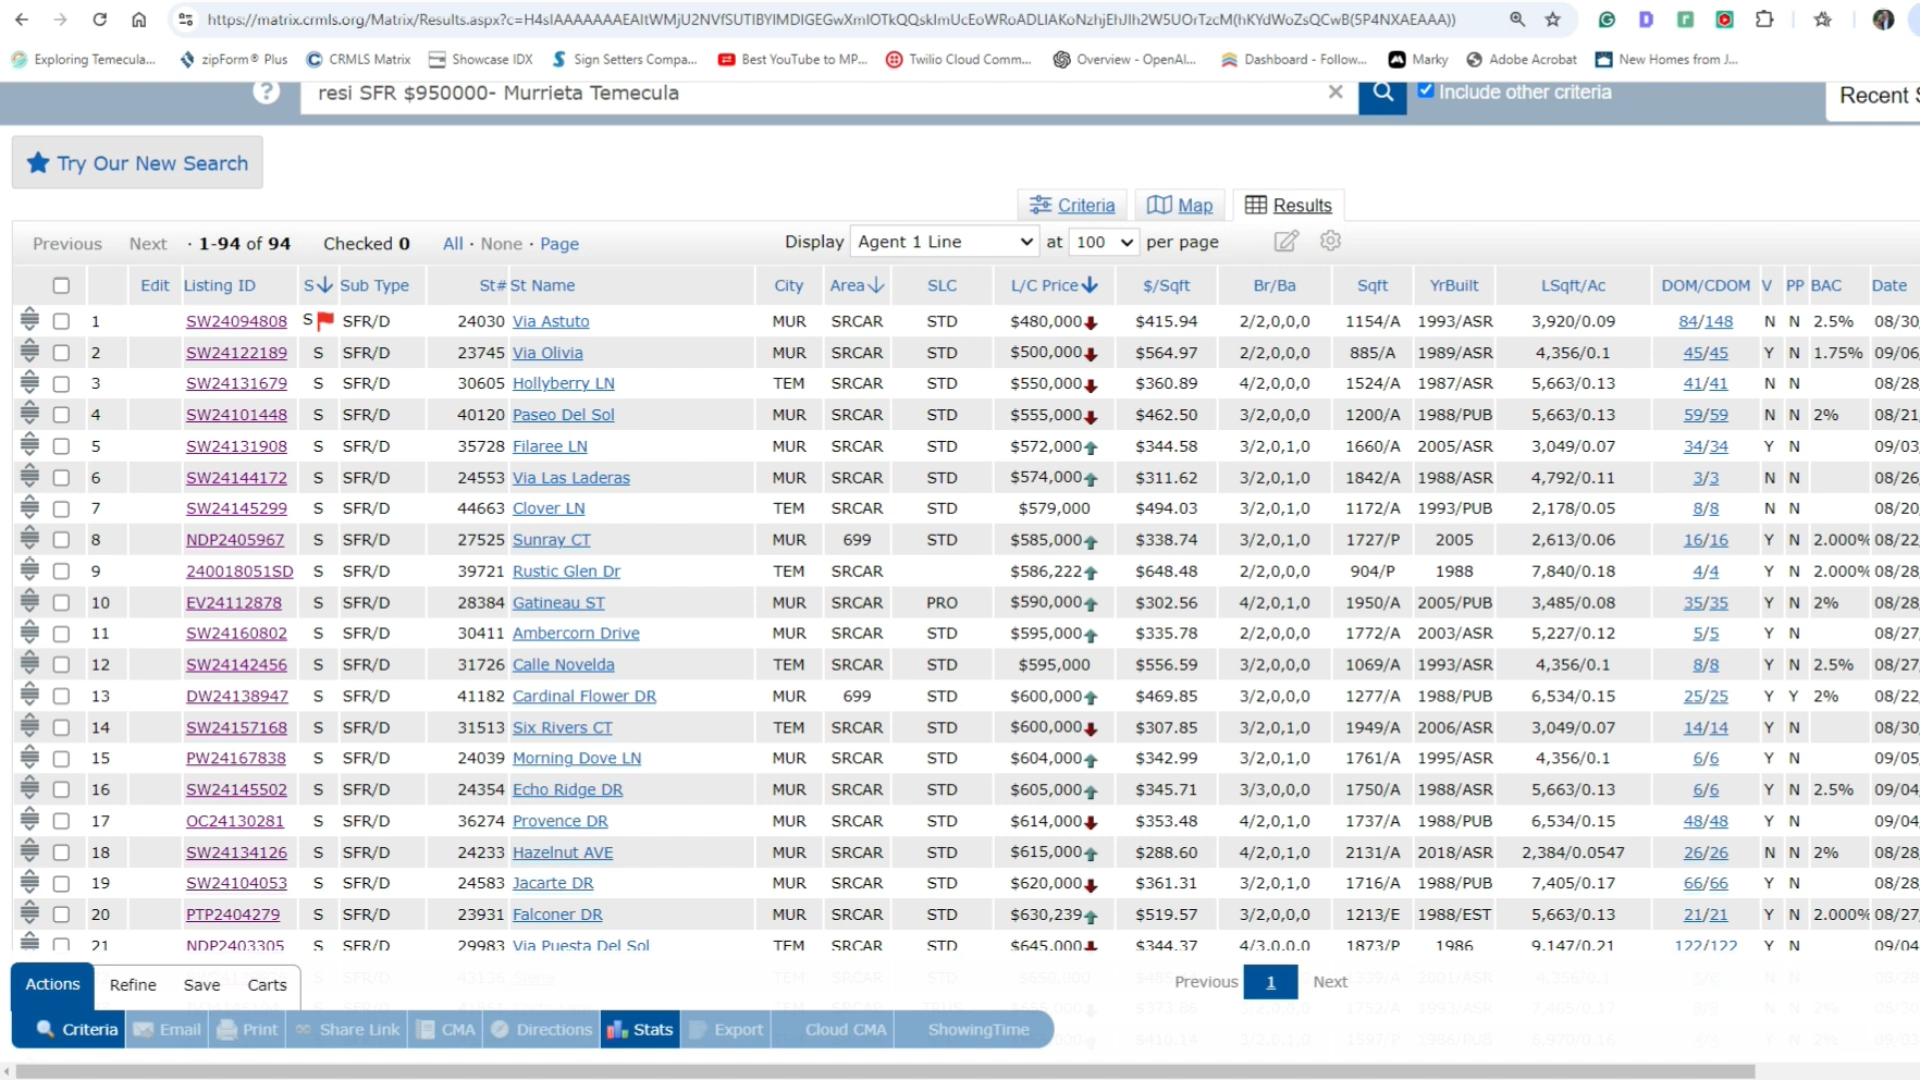 https://matrix.crmls.org/Matrix/Results.aspx?c=H4sIAAAAAAAEAItWMjU2NVfSUTIBYIMDIGEGwXmIOTkQQskImUcEoWRoADLIAKoNzhjEhJIh2W5UOrTzcM(hKYdWoZsQCwB(5P4NXAEAAA))
Exploring Temecula... zipForm® Plus CRMLS Matrix Showcase IDX Sign Setters Compa... Best YouTube to MP... Twilio Cloud Comm... Overview - OpenAI... Dashboard - Follow... Marky Adobe Acrobat New Homes from J...
? resi SFR $950000- Murrieta Temecula Include other criteria Recent S
Try Our New Search
Criteria Map Results
Previous Next · 1-94 of 94 Checked 0 All · None · Page Display Agent 1 Line at 100 per page
Edit Listing ID S Sub Type St# St Name City Area SLC L/C Price $/Sqft Br/Ba Sqft YrBuilt LSqft/Ac DOM/CDOM V PP BAC Date
1 SW24094808 S SFR/D 24030 Via Astuto MUR SRCAR STD $480,000 $415.94 2/2,0,0,0 1154/A 1993/ASR 3,920/0.09 84/148 N N 2.5% 08/30,
2 SW24122189 S SFR/D 23745 Via Olivia MUR SRCAR STD $500,000 $564.97 2/2,0,0,0 885/A 1989/ASR 4,356/0.1 45/45 Y N 1.75% 09/06,
3 SW24131679 S SFR/D 30605 Hollyberry LN TEM SRCAR STD $550,000 $360.89 4/2,0,0,0 1524/A 1987/ASR 5,663/0.13 41/41 N N 08/28,
4 SW24101448 S SFR/D 40120 Paseo Del Sol MUR SRCAR STD $555,000 $462.50 3/2,0,0,0 1200/A 1988/PUB 5,663/0.13 59/59 N N 2% 08/21,
5 SW24131908 S SFR/D 35728 Filaree LN MUR SRCAR STD $572,000 $344.58 3/2,0,1,0 1660/A 2005/ASR 3,049/0.07 34/34 Y N 09/03,
6 SW24144172 S SFR/D 24553 Via Las Laderas MUR SRCAR STD $574,000 $311.62 3/2,0,1,0 1842/A 1988/ASR 4,792/0.11 3/3 N N 08/26,
7 SW24145299 S SFR/D 44663 Clover LN TEM SRCAR STD $579,000 $494.03 3/2,0,1,0 1172/A 1993/PUB 2,178/0.05 8/8 N N 08/20,
8 NDP2405967 S SFR/D 27525 Sunray CT MUR 699 STD $585,000 $338.74 3/2,0,1,0 1727/P 2005 2,613/0.06 16/16 Y N 2.000% 08/22,
9 240018051SD S SFR/D 39721 Rustic Glen Dr TEM SRCAR $586,222 $648.48 2/2,0,0,0 904/P 1988 7,840/0.18 4/4 Y N 2.000% 08/28,
10 EV24112878 S SFR/D 28384 Gatineau ST MUR SRCAR PRO $590,000 $302.56 4/2,0,1,0 1950/A 2005/PUB 3,485/0.08 35/35 Y N 2% 08/28,
11 SW24160802 S SFR/D 30411 Ambercorn Drive MUR SRCAR STD $595,000 $335.78 2/2,0,0,0 1772/A 2003/ASR 5,227/0.12 5/5 Y N 08/27,
12 SW24142456 S SFR/D 31726 Calle Novelda TEM SRCAR STD $595,000 $556.59 3/2,0,0,0 1069/A 1993/ASR 4,356/0.1 8/8 Y N 2.5% 08/27,
13 DW24138947 S SFR/D 41182 Cardinal Flower DR MUR 699 STD $600,000 $469.85 3/2,0,0,0 1277/A 1988/PUB 6,534/0.15 25/25 Y Y 2% 08/22,
14 SW24157168 S SFR/D 31513 Six Rivers CT TEM SRCAR STD $600,000 $307.85 3/2,0,1,0 1949/A 2006/ASR 3,049/0.07 14/14 Y N 08/30,
15 PW24167838 S SFR/D 24039 Morning Dove LN MUR SRCAR STD $604,000 $342.99 3/2,0,1,0 1761/A 1995/ASR 4,356/0.1 6/6 Y N 09/05,
16 SW24145502 S SFR/D 24354 Echo Ridge DR MUR SRCAR STD $605,000 $345.71 3/3,0,0,0 1750/A 1988/ASR 5,663/0.13 6/6 Y N 2.5% 09/04,
17 OC24130281 S SFR/D 36274 Provence DR MUR SRCAR STD $614,000 $353.48 4/2,0,1,0 1737/A 1988/PUB 6,534/0.15 48/48 Y N 09/04,
18 SW24134126 S SFR/D 24233 Hazelnut AVE MUR SRCAR STD $615,000 $288.60 4/2,0,1,0 2131/A 2018/ASR 2,384/0.0547 26/26 N N 2% 08/28,
19 SW24104053 S SFR/D 24583 Jacarte DR MUR SRCAR STD $620,000 $361.31 3/2,0,1,0 1716/A 1988/PUB 7,405/0.17 66/66 Y N 08/28,
20 PTP2404279 S SFR/D 23931 Falconer DR MUR SRCAR STD $630,239 $519.57 3/2,0,0,0 1213/E 1988/EST 5,663/0.13 21/21 Y N 2.000% 08/27,
21 NDP2403305 S SFR/D 29983 Via Puesta Del Sol TEM SRCAR STD $645,000 $344.37 4/3,0,0,0 1873/P 1986 9,147/0.21 122/122 Y N 09/04,
Actions Refine Save Carts Previous 1 Next
Criteria Email Print Share Link CMA Directions Stats Export Cloud CMA ShowingTime